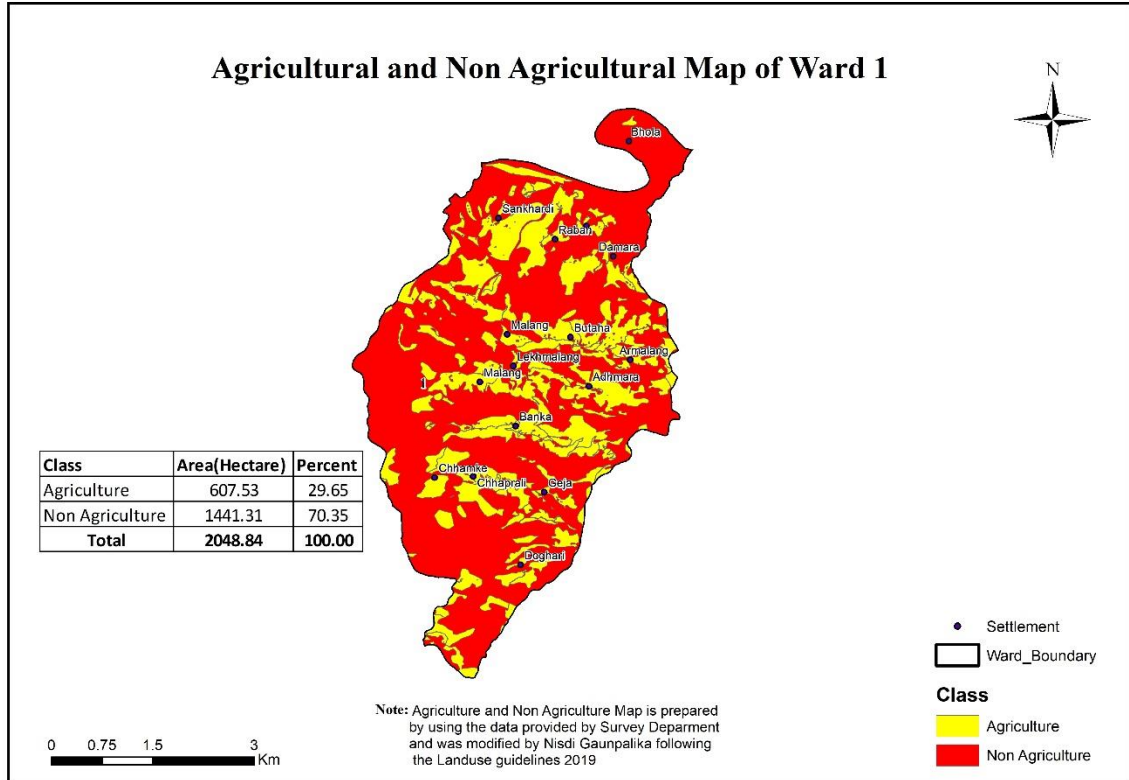 Agricultural and Non Agricultural Map of Ward 1
N
Bhola
Sankhardi
Raban
Damara
Malang
Butaha
Lekhmalang
Armalang
Malang
Adhmara
1
Banka
Chhamke
Chhaprali
Geja
Doghari
Class Area(Hectare) Percent
Agriculture 607.53 29.65
Non Agriculture 1441.31 70.35
Total 2048.84 100.00
Settlement
Ward_Boundary
Class
Agriculture
Non Agriculture
Note: Agriculture and Non Agriculture Map is prepared
by using the data provided by Survey Deparment
and was modified by Nisdi Gaunpalika following
the Landuse guidelines 2019
0 0.75 1.5 3
Km